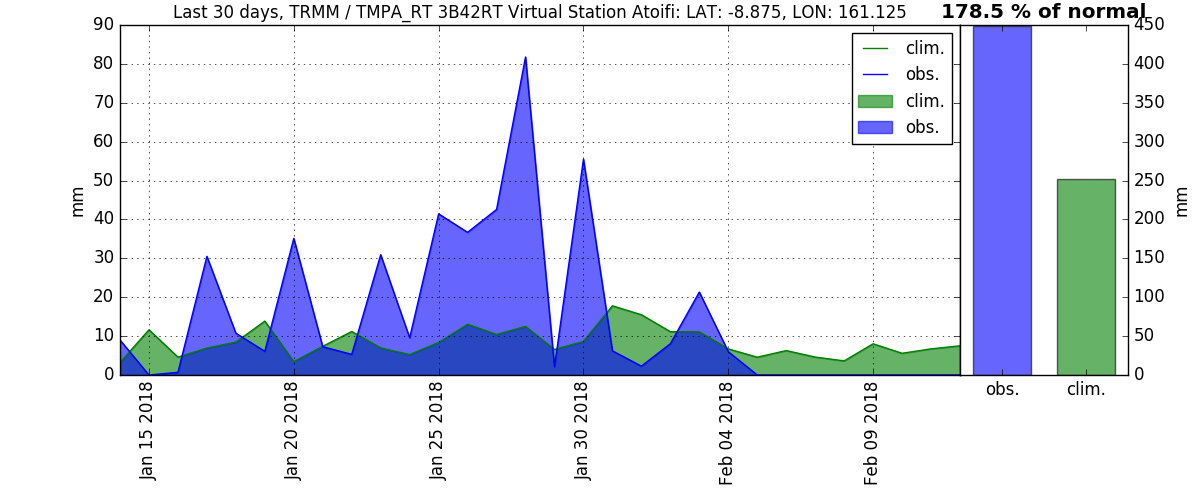 Last 30 days, TRMM / TMPA_RT 3B42RT Virtual Station Atoifi: LAT: -8.875, LON: 161.125
178.5 % of normal
90
80
70
60
50
40
30
20
10
0
mm
clim.
obs.
clim.
obs.
450
400
350
300
250
200
150
100
50
0
mm
Jan 15 2018
Jan 20 2018
Jan 25 2018
Jan 30 2018
Feb 04 2018
Feb 09 2018
obs.
clim.